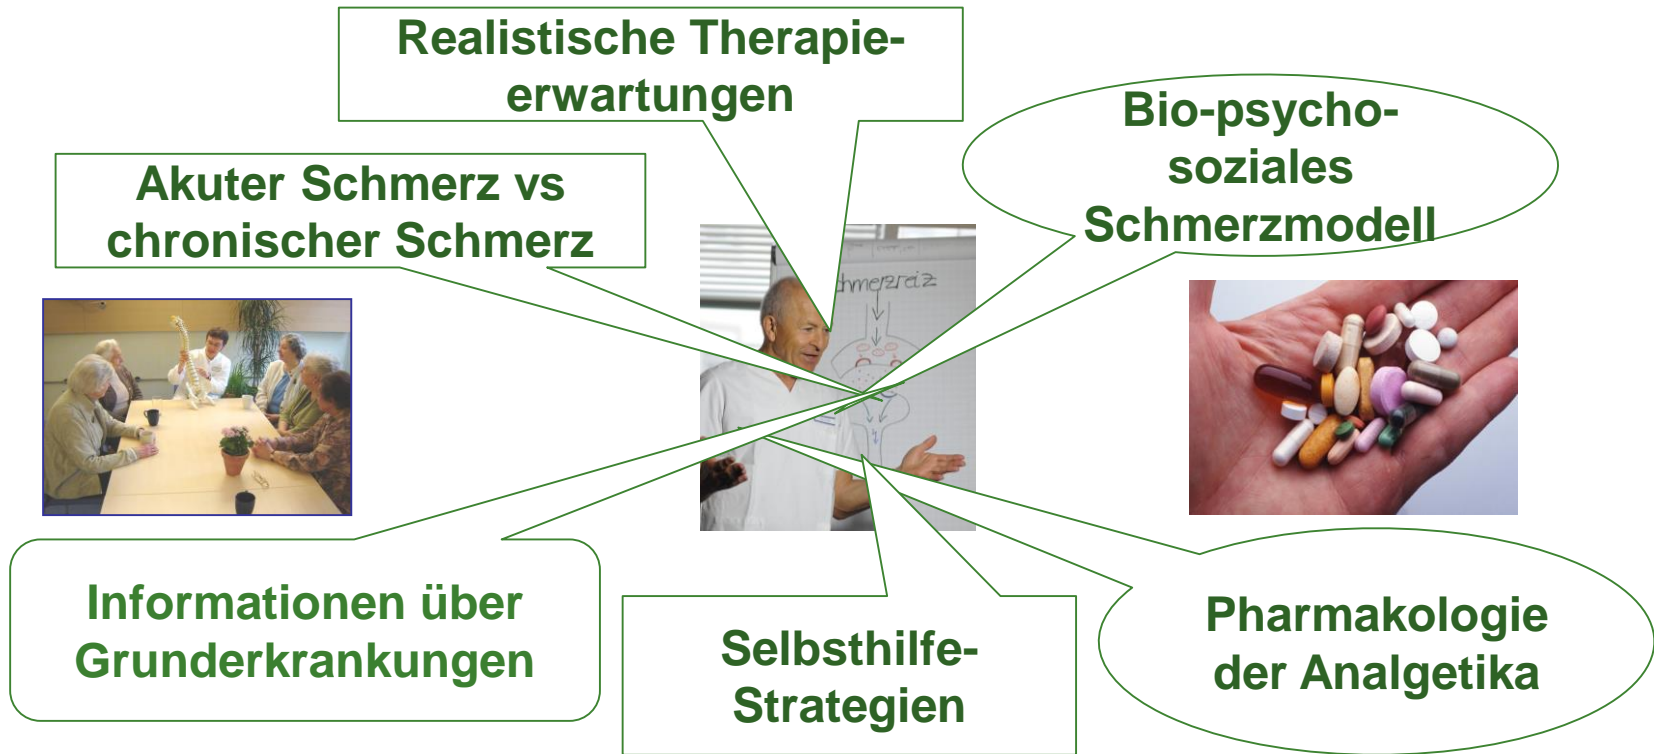 Realistische Therapie-
erwartungen
Bio-psycho-
soziales
Schmerzmodell
Akuter Schmerz vs
chronischer Schmerz
chmerzreiz
Informationen über
Grunderkrankungen
Selbsthilfe-
Strategien
Pharmakologie
der Analgetika